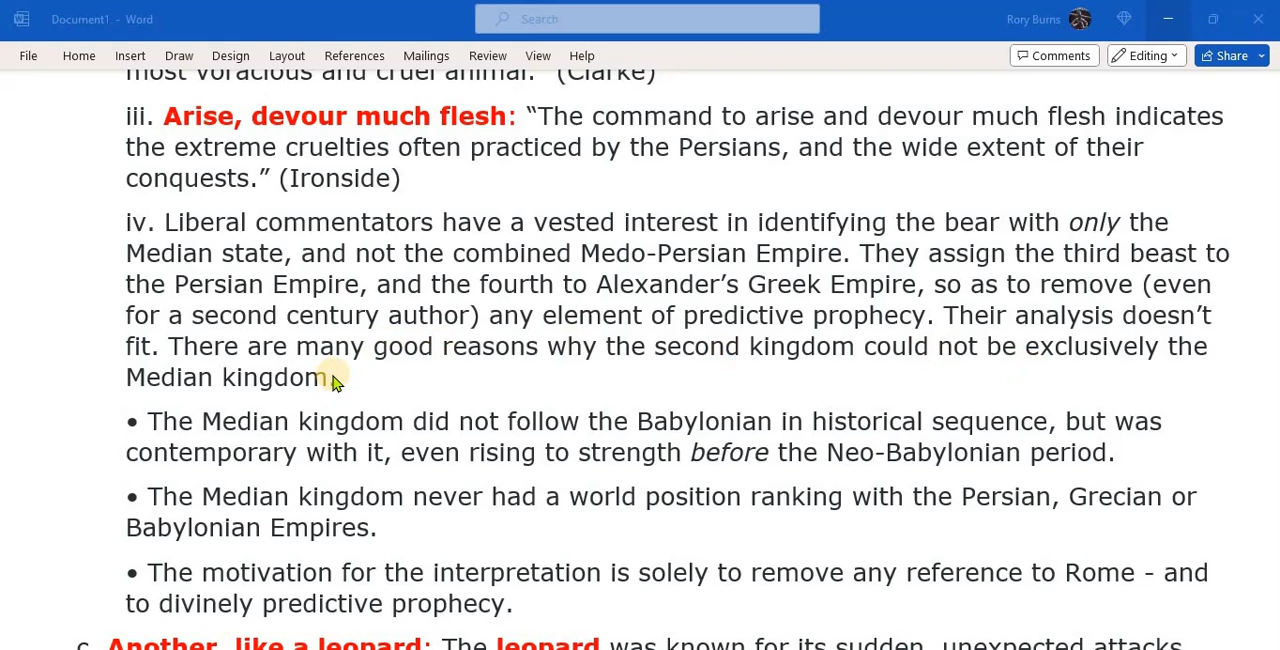 Document1 - Word
Search
Rory Burns
File Home Insert Draw Design Layout References Mailings Review View Help
Comments Editing Share
most voracious and cruel animal.” (Clarke)
iii. Arise, devour much flesh: “The command to arise and devour much flesh indicates
the extreme cruelties often practiced by the Persians, and the wide extent of their
conquests.” (Ironside)
iv. Liberal commentators have a vested interest in identifying the bear with only the
Median state, and not the combined Medo-Persian Empire. They assign the third beast to
the Persian Empire, and the fourth to Alexander’s Greek Empire, so as to remove (even
for a second century author) any element of predictive prophecy. Their analysis doesn’t
fit. There are many good reasons why the second kingdom could not be exclusively the
Median kingdom.
• The Median kingdom did not follow the Babylonian in historical sequence, but was
contemporary with it, even rising to strength before the Neo-Babylonian period.
• The Median kingdom never had a world position ranking with the Persian, Grecian or
Babylonian Empires.
• The motivation for the interpretation is solely to remove any reference to Rome - and
to divinely predictive prophecy.
c. Another, like a leopard: The leopard was known for its sudden, unexpected attacks